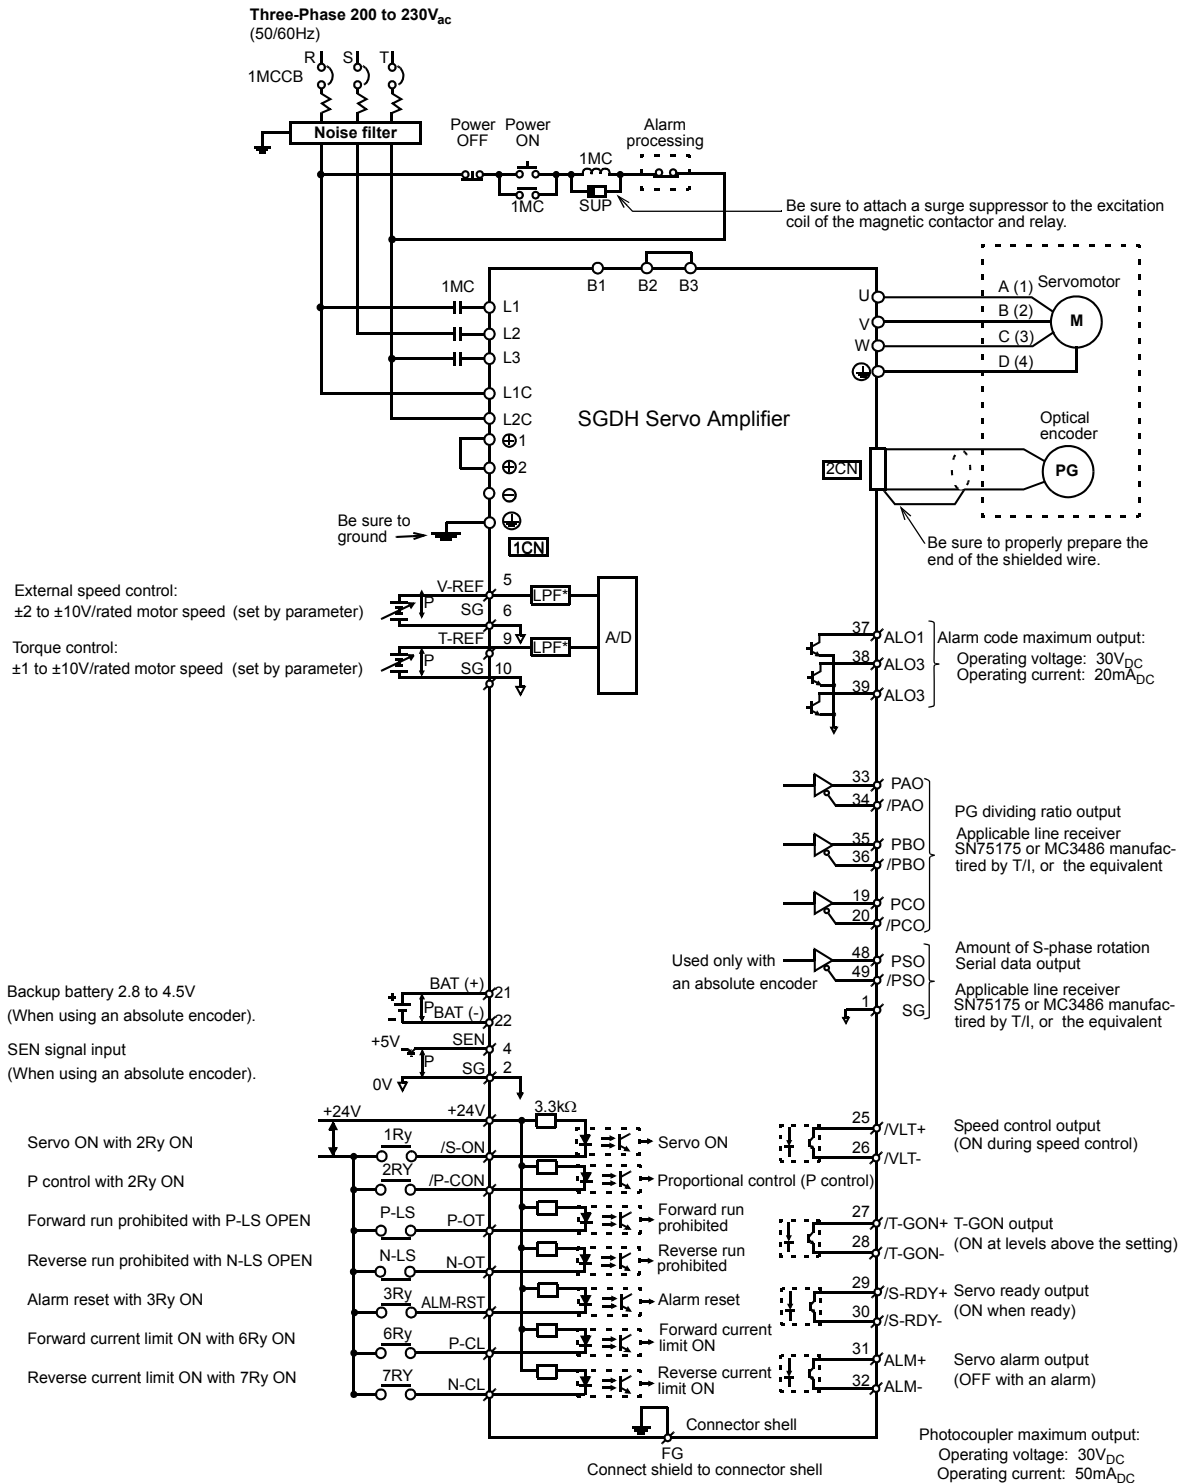 Three-Phase 200 to 230Vac
(50/60Hz)
R S T
1MCCB
Noise filter
Power OFF
Power ON
Alarm processing
1MC
1MC
SUP
Be sure to attach a surge suppressor to the excitation
coil of the magnetic contactor and relay.
B1 B2 B3
1MC
L1
L2
L3
L1C
L2C
⊕1
⊕2
⊖
SGDH Servo Amplifier
U
V
W
A (1)
B (2)
C (3)
D (4)
Servomotor
M
Optical
encoder
PG
2CN
Be sure to properly prepare the
end of the shielded wire.
Be sure to
ground
1CN
External speed control:
±2 to ±10V/rated motor speed (set by parameter)
Torque control:
±1 to ±10V/rated motor speed (set by parameter)
V-REF 5
P
SG 6
T-REF 9
P
SG 10
LPF*
LPF*
A/D
37 ALO1
38 ALO3
39 ALO3
Alarm code maximum output:
Operating voltage: 30VDC
Operating current: 20mADC
33 PAO
34 /PAO
35 PBO
36 /PBO
19 PCO
20 /PCO
PG dividing ratio output
Applicable line receiver
SN75175 or MC3486 manufac-
tired by T/I, or the equivalent
Used only with
an absolute encoder
48 PSO
49 /PSO
1 SG
Amount of S-phase rotation
Serial data output
Applicable line receiver
SN75175 or MC3486 manufac-
tired by T/I, or the equivalent
Backup battery 2.8 to 4.5V
(When using an absolute encoder).
+
-
BAT (+) 21
P
BAT (-) 22
SEN signal input
(When using an absolute encoder).
+5V
SEN 4
P
SG 2
0V
+24V
+24V
3.3kΩ
Servo ON with 2Ry ON
1Ry
/S-ON
Servo ON
P control with 2Ry ON
2RY
/P-CON
Proportional control (P control)
Forward run prohibited with P-LS OPEN
P-LS
P-OT
Forward run
prohibited
Reverse run prohibited with N-LS OPEN
N-LS
N-OT
Reverse run
prohibited
Alarm reset with 3Ry ON
3Ry
ALM-RST
Alarm reset
Forward current limit ON with 6Ry ON
6Ry
P-CL
Forward current
limit ON
Reverse current limit ON with 7Ry ON
7RY
N-CL
Reverse current
limit ON
25 /VLT+
26 /VLT-
Speed control output
(ON during speed control)
27 /T-GON+
28 /T-GON-
T-GON output
(ON at levels above the setting)
29 /S-RDY+
30 /S-RDY-
Servo ready output
(ON when ready)
31 ALM+
32 ALM-
Servo alarm output
(OFF with an alarm)
Connector shell
FG
Connect shield to connector shell
Photocoupler maximum output:
Operating voltage: 30VDC
Operating current: 50mADC